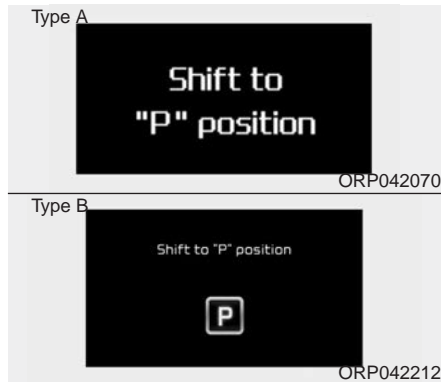 Type A
Shift to
"P" position
ORP042070
Type B
Shift to "P" position
P
ORP042212